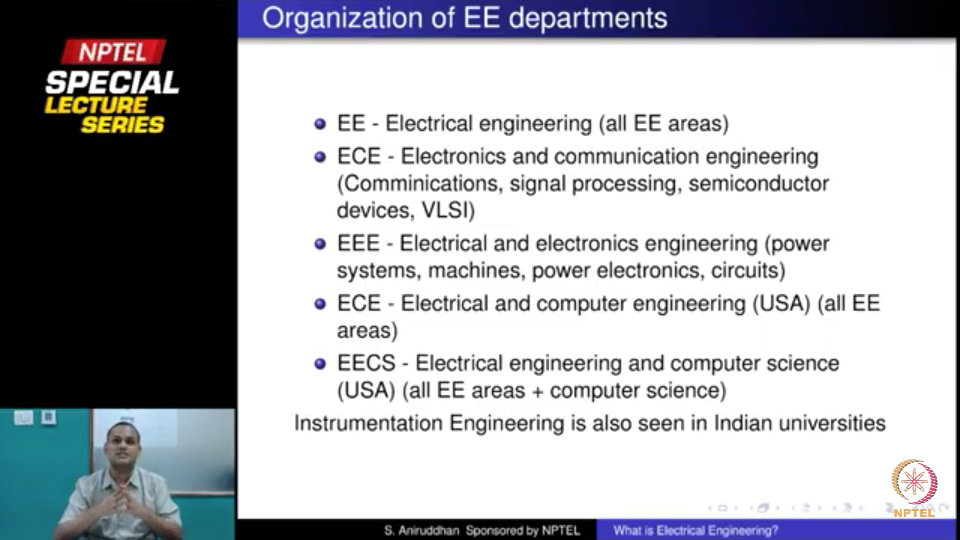 Organization of EE departments
NPTEL
SPECIAL
LECTURE
SERIES
EE - Electrical engineering (all EE areas)
ECE - Electronics and communication engineering
(Comminications, signal processing, semiconductor
devices, VLSI)
EEE - Electrical and electronics engineering (power
systems, machines, power electronics, circuits)
ECE - Electrical and computer engineering (USA) (all EE
areas)
EECS - Electrical engineering and computer science
(USA) (all EE areas + computer science)
Instrumentation Engineering is also seen in Indian universities
NPTEL
S. Aniruddhan Sponsored by NPTEL
What is Electrical Engineering?